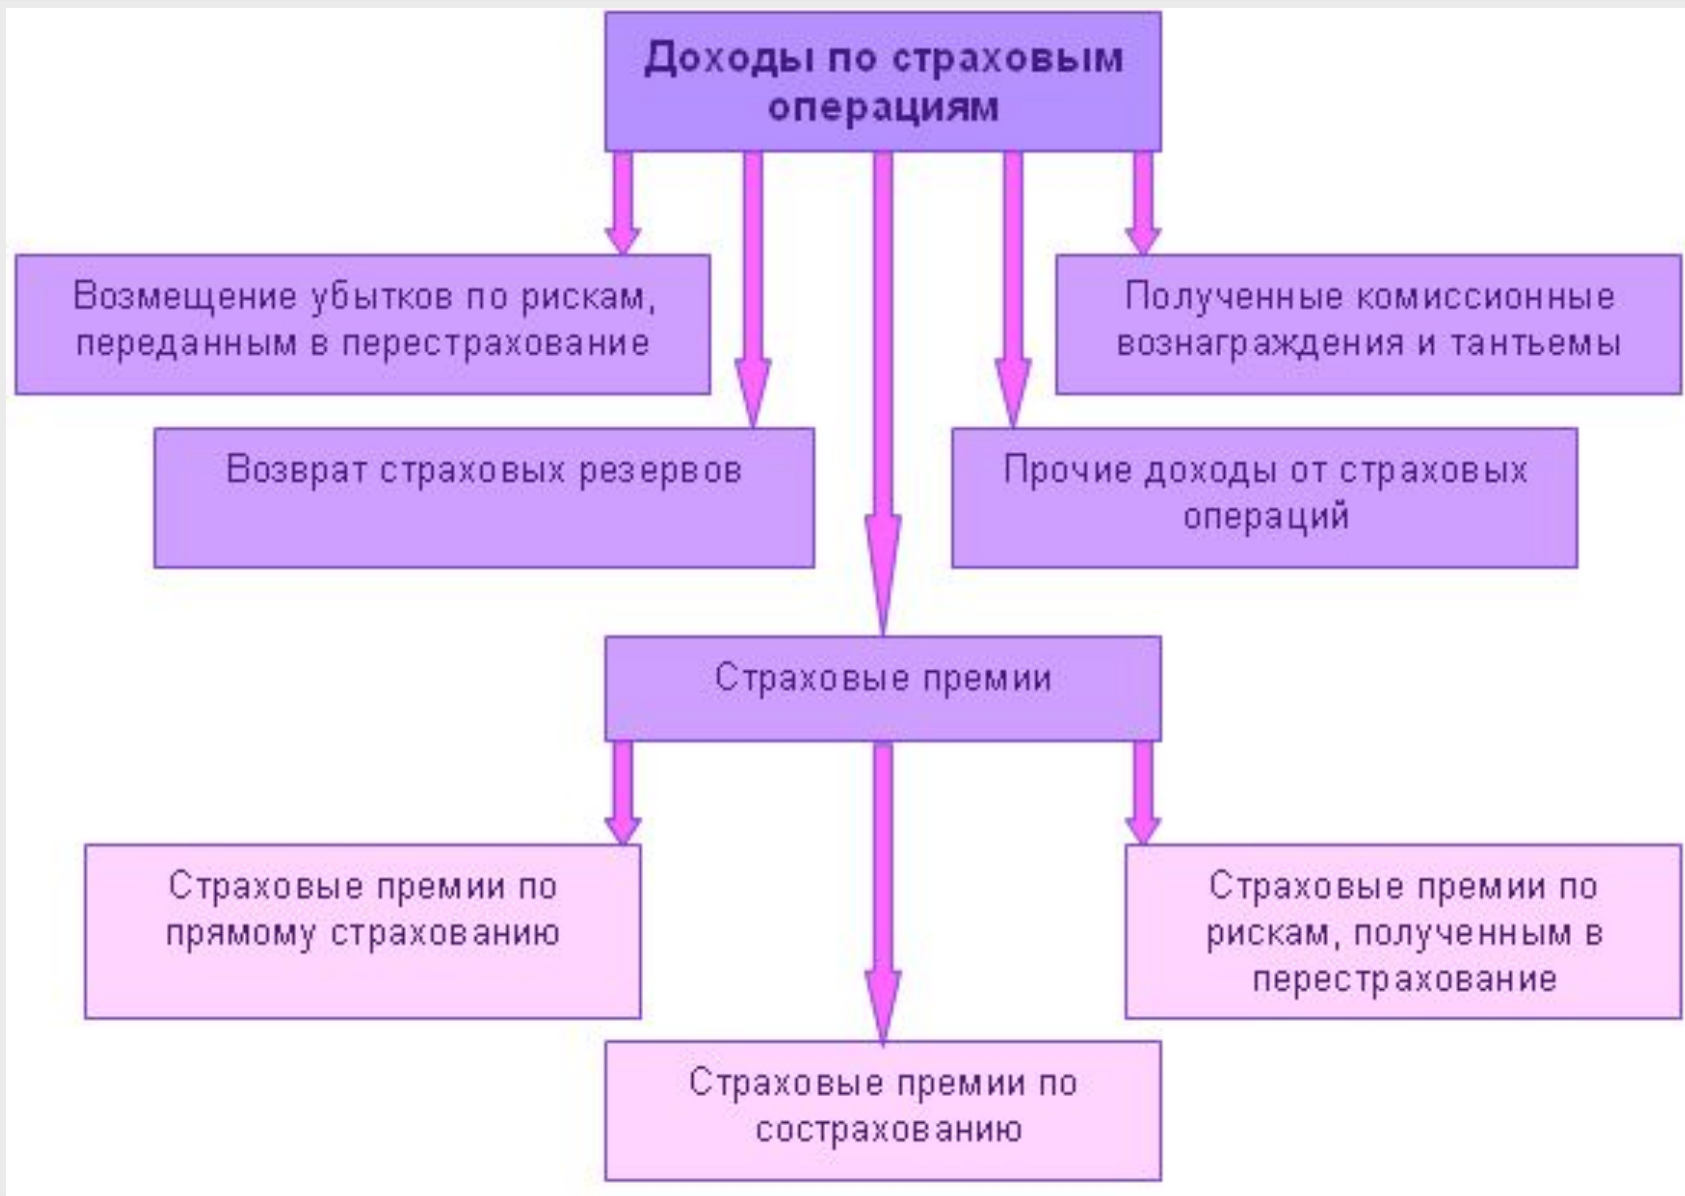 Доходы по страховым
операциям
Возмещение убытков по рискам,
переданным в перестрахование
Полученные комиссионные
вознаграждения и тантьемы
Возврат страховых резервов
Прочие доходы от страховых
операций
Страховые премии
Страховые премии по
прямому страхованию
Страховые премии по
рискам, полученным в
перестрахование
Страховые премии по
сострахованию